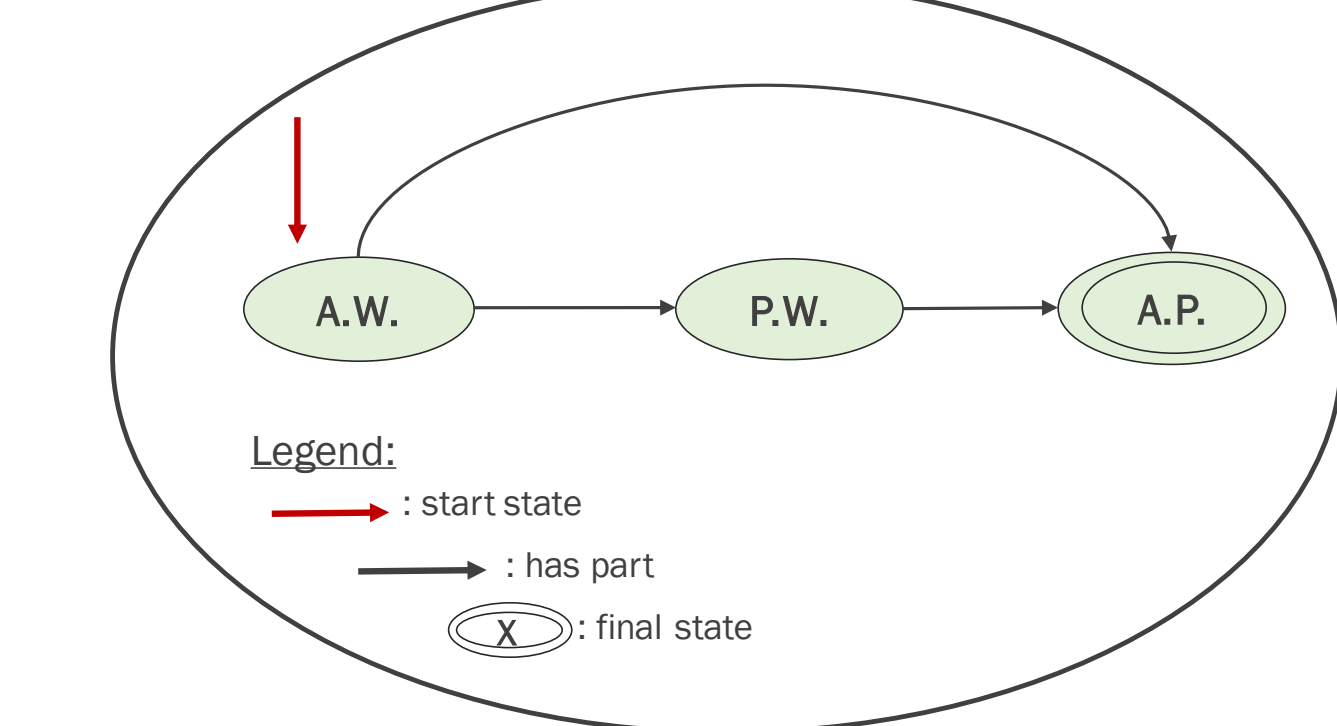 A.W.
P.W.
A.P.
Legend:
: start state
: has part
X : final state